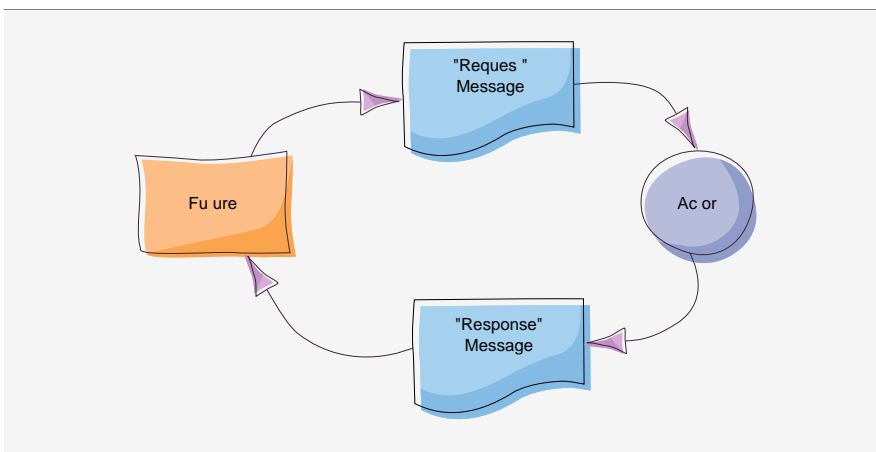 "Reques "
Message
Fu ure
Ac or
"Response"
Message